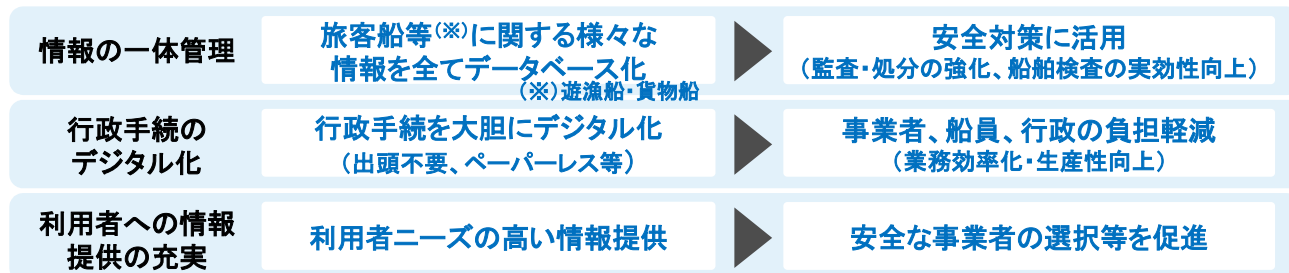 情報の一体管理
旅客船等(※)に関する様々な
情報を全てデータベース化
(※)遊漁船・貨物船
安全対策に活用
(監査・処分の強化、船舶検査の実効性向上)
行政手続の
デジタル化
行政手続を大胆にデジタル化
(出頭不要、ペーパーレス等)
事業者、船員、行政の負担軽減
(業務効率化・生産性向上)
利用者への情報
提供の充実
利用者ニーズの高い情報提供
安全な事業者の選択等を促進